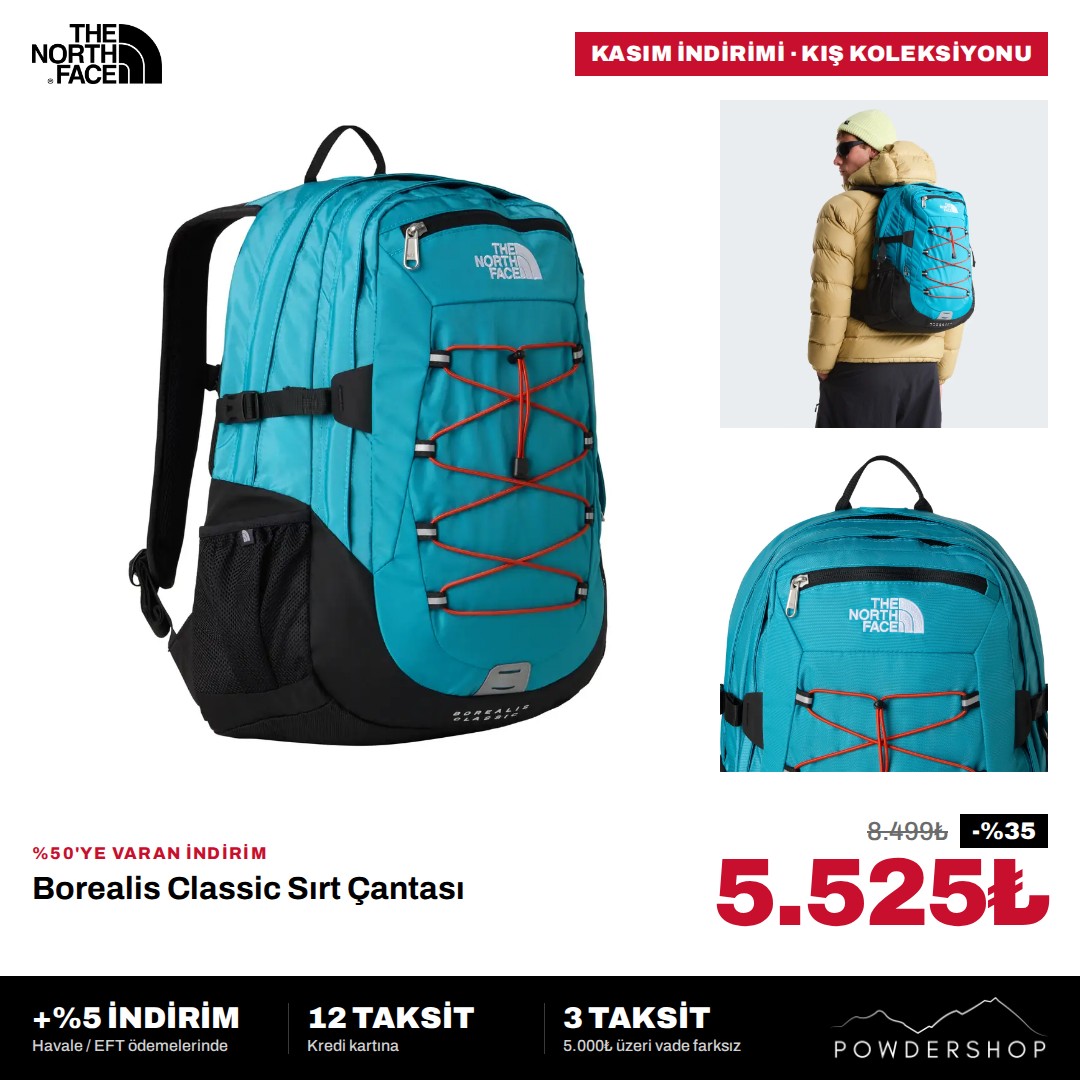 THE
NORTH
FACE
KASIM İNDİRİMİ · KIŞ KOLEKSİYONU
THE
NORTH
FACE
BOREALIS
CLASSIC
THE
NORTH
FACE
8.499₺ -%35
%50'YE VARAN İNDİRİM
5.525₺
Borealis Classic Sırt Çantası
+%5 İNDİRİM
Havale / EFT ödemelerinde
12 TAKSİT
Kredi kartına
3 TAKSİT
5.000₺ üzeri vade farksız
POWDERSHOP